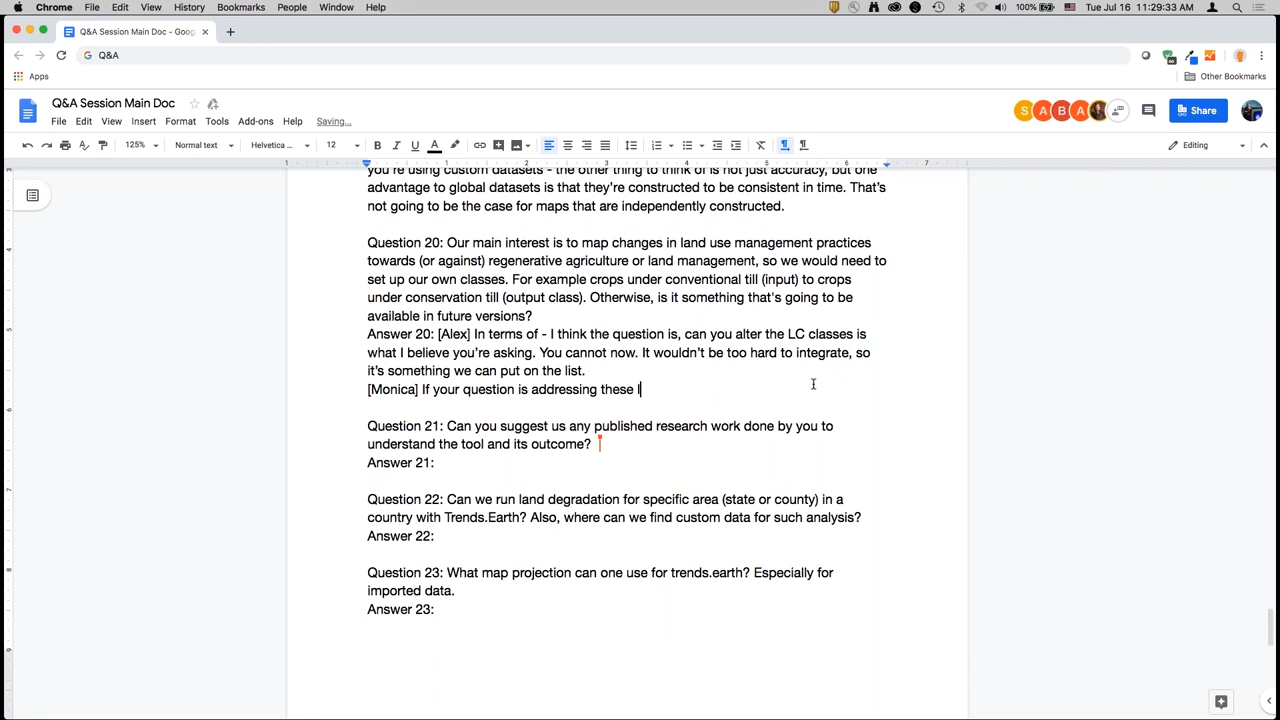 Chrome File Edit View History Bookmarks People Window Help 100% Tue Jul 16 11:29:33 AM
Q&A Session Main Doc - Goog
Q&A
Apps Other Bookmarks
Q&A Session Main Doc
S A B A Share
File Edit View Insert Format Tools Add-ons Help Saving...
125% Normal text Helvetica ... 12 Editing
1 1 2 3 4 5 6 7
you're using custom datasets - the other thing to think of is not just accuracy, but one
advantage to global datasets is that they're constructed to be consistent in time. That's
not going to be the case for maps that are independently constructed.
Question 20: Our main interest is to map changes in land use management practices
towards (or against) regenerative agriculture or land management, so we would need to
set up our own classes. For example crops under conventional till (input) to crops
under conservation till (output class). Otherwise, is it something that's going to be
available in future versions?
Answer 20: [Alex] In terms of - I think the question is, can you alter the LC classes is
what I believe you're asking. You cannot now. It wouldn't be too hard to integrate, so
it's something we can put on the list.
[Monica] If your question is addressing these l
Question 21: Can you suggest us any published research work done by you to
understand the tool and its outcome?
Answer 21:
Question 22: Can we run land degradation for specific area (state or county) in a
country with Trends.Earth? Also, where can we find custom data for such analysis?
Answer 22:
Question 23: What map projection can one use for trends.earth? Especially for
imported data.
Answer 23: